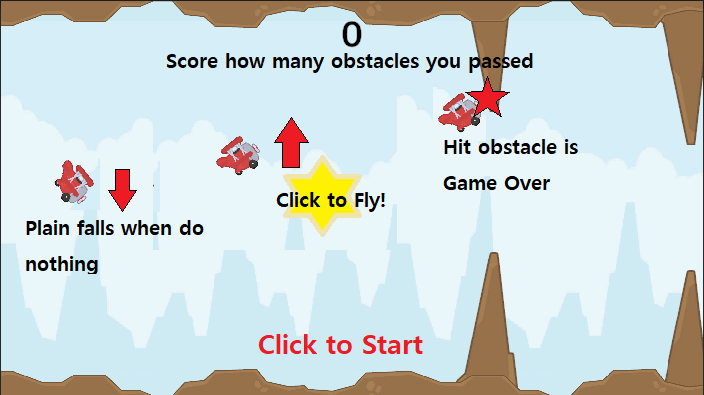 0
Score how many obstacles you passed
Hit obstacle is
Game Over
Click to Fly!
Plain falls when do
nothing
Click to Start